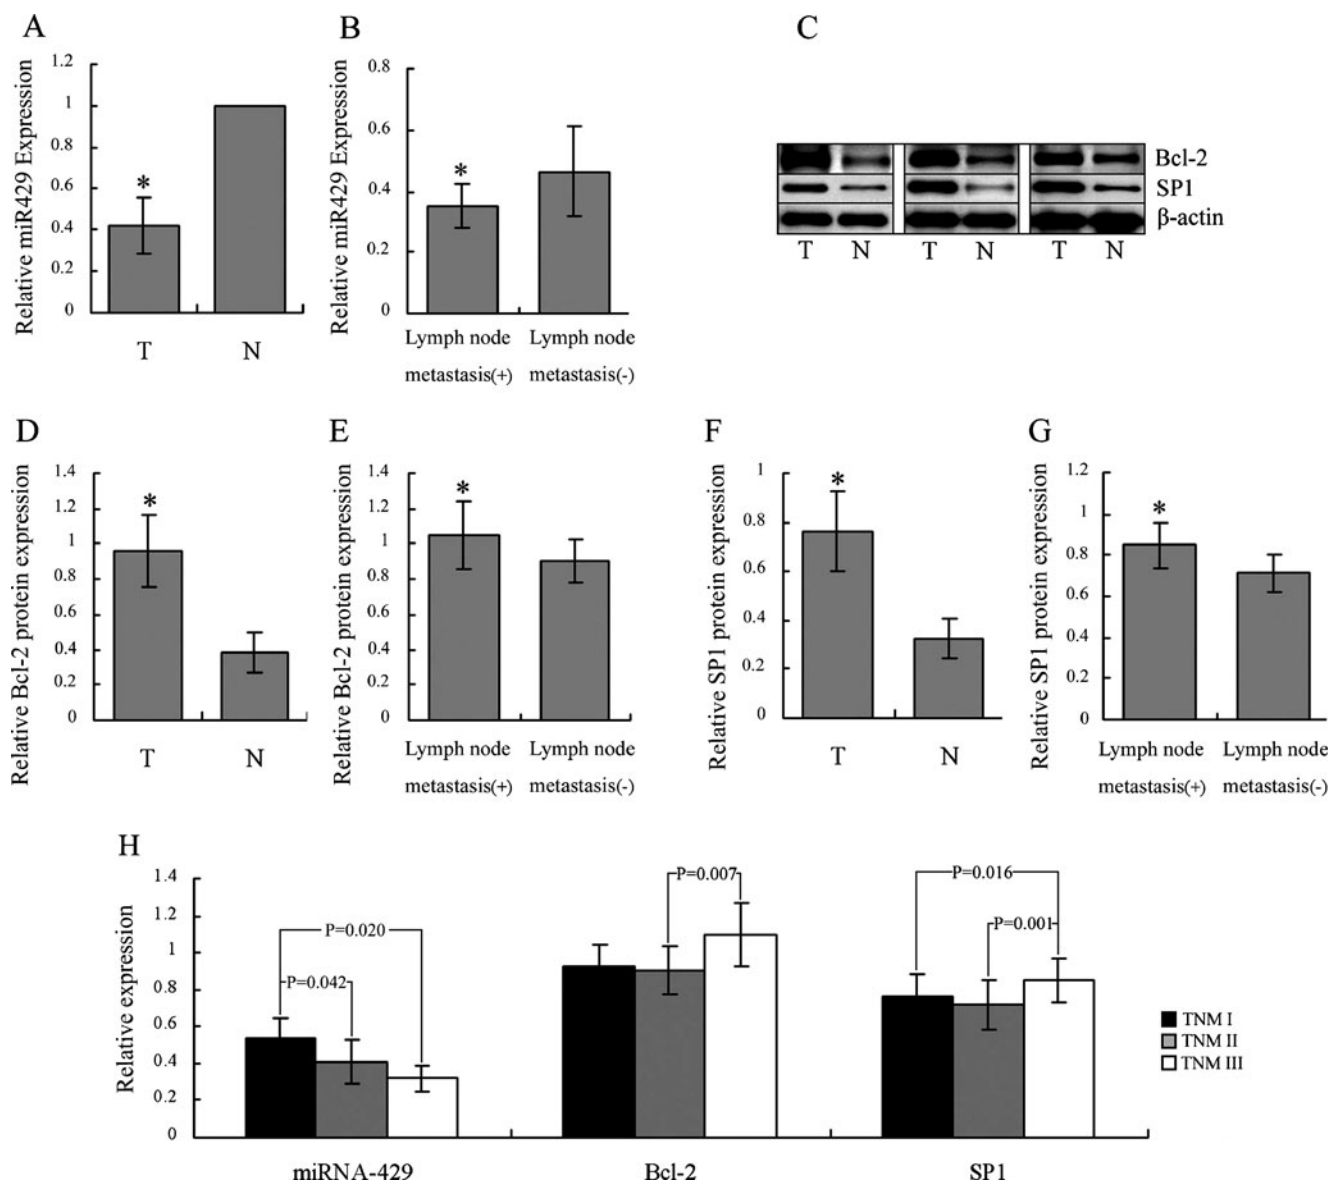 A
Relative miR429 Expression
1.2
1
0.8
0.6
0.4
0.2
0
*
T N
B
Relative miR429 Expression
0.8
0.6
0.4
0.2
0
*
Lymph node metastasis(+)
Lymph node metastasis(-)
C
Bcl-2
SP1
β-actin
T N T N T N
D
Relative Bcl-2 protein expression
1.4
1.2
1
0.8
0.6
0.4
0.2
0
*
T N
E
Relative Bcl-2 protein expression
1.4
1.2
1
0.8
0.6
0.4
0.2
0
*
Lymph node metastasis(+)
Lymph node metastasis(-)
F
Relative SP1 protein expression
1
0.8
0.6
0.4
0.2
0
*
T N
G
Relative SP1 protein expression
1.2
1
0.8
0.6
0.4
0.2
0
*
Lymph node metastasis(+)
Lymph node metastasis(-)
H
Relative expression
1.4
1.2
1
0.8
0.6
0.4
0.2
0
P=0.020
P=0.042
P=0.007
P=0.016
P=0.001
miRNA-429 Bcl-2 SP1
TNM I
TNM II
TNM III